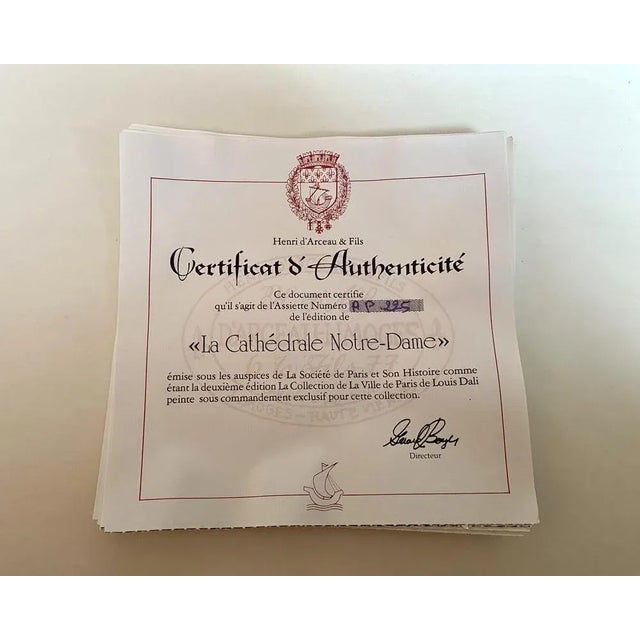 Henri d'Arceau & Fils
Certificat d'Authenticité
Ce document certifie
qu'il s'agit de l'Assiette Numéro AP 225
de l'édition de
«La Cathédrale Notre-Dame»
émise sous les auspices de La Société de Paris et Son Histoire comme
étant la deuxième édition La Collection de La Ville de Paris de Louis Dali
peinte sous commandement exclusif pour cette collection.
Directeur